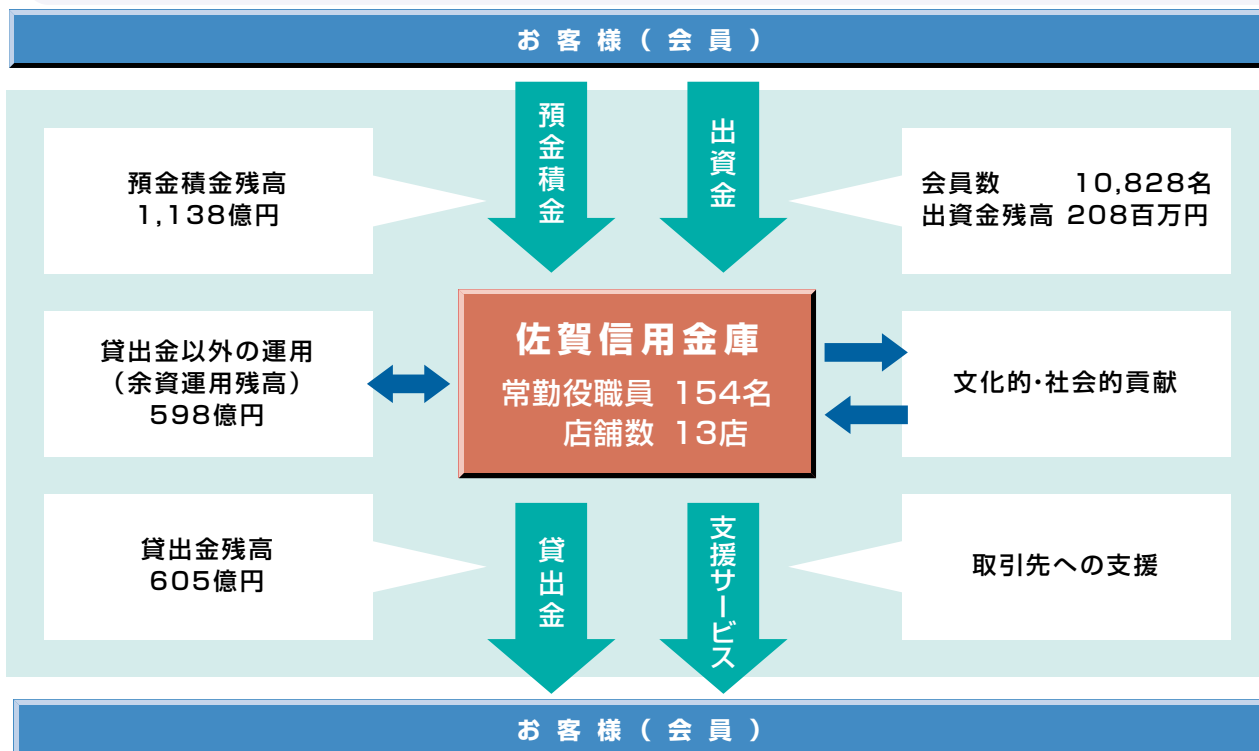 お客様(会員)
預金積金
出資金
預金積金残高
1,138億円
会員数 10,828名
出資金残高 208百万円
貸出金以外の運用
(余資運用残高)
598億円
佐賀信用金庫
常勤役職員 154名
店舗数 13店
文化的・社会的貢献
貸出金残高
605億円
貸出金
支援サービス
取引先への支援
お客様(会員)